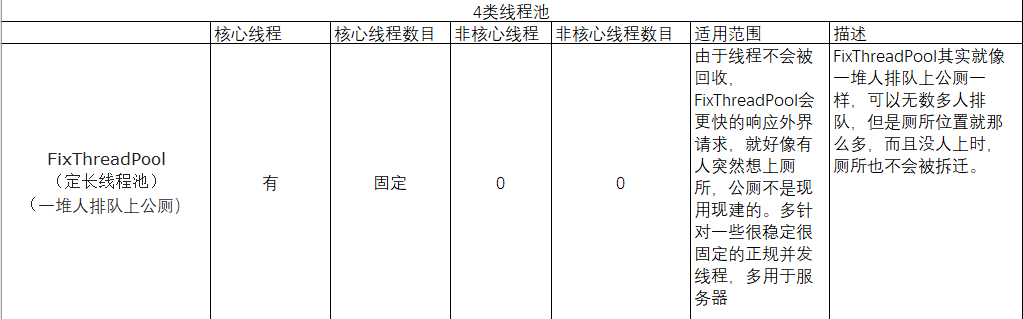 4类线程池
核心线程
核心线程数目
非核心线程
非核心线程数目
适用范围
描述
FixThreadPool
（定长线程池）
（一堆人排队上公厕）
有
固定
0
0
由于线程不会被
回收，
FixThreadPool会
更快的响应外界
请求，就好像有
人突然想上厕
所，公厕不是现
用现建的。多针
对一些很稳定很
固定的正规并发
线程，多用于服
务器
FixThreadPool其实就像
一堆人排队上公厕一
样，可以无数多人排
队，但是厕所位置就那
么多，而且没人上时，
厕所也不会被拆迁。